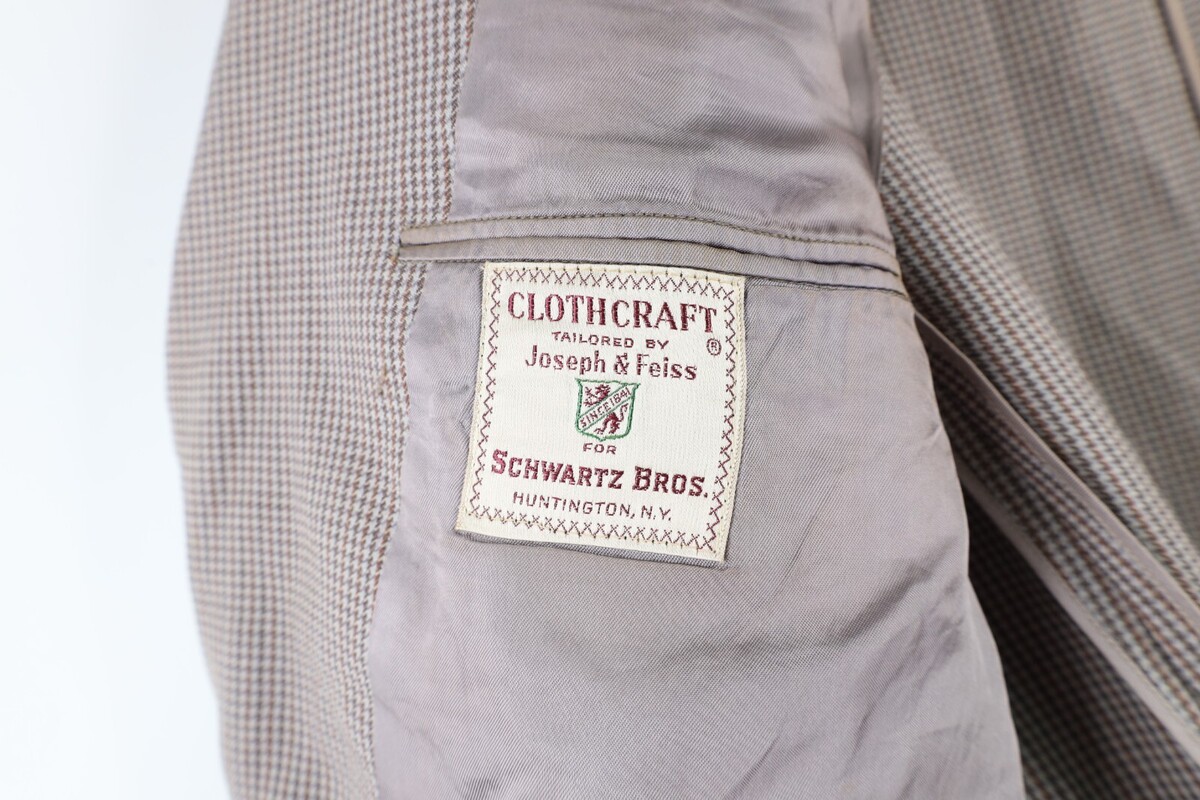 CLOTHCRAFT
®
TAILORED BY
Joseph & Feiss
SINCE 1841
FOR
SCHWARTZ BROS.
HUNTINGTON, N.Y.